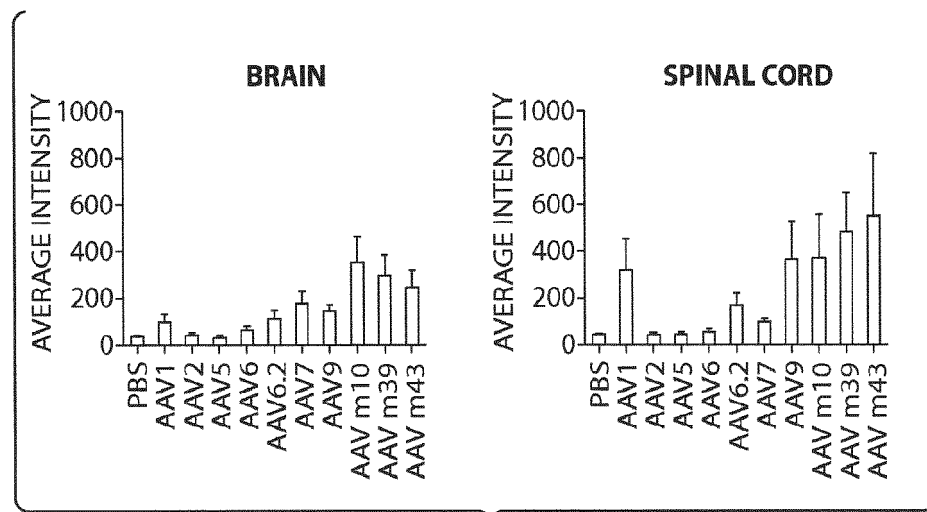 BRAIN
AVERAGE INTENSITY
1000
800
600
400
200
0
PBS
AAV1
AAV2
AAV5
AAV6
AAV6.2
AAV7
AAV9
AAV m10
AAV m39
AAV m43
SPINAL CORD
AVERAGE INTENSITY
1000
800
600
400
200
0
PBS
AAV1
AAV2
AAV5
AAV6
AAV6.2
AAV7
AAV9
AAV m10
AAV m39
AAV m43